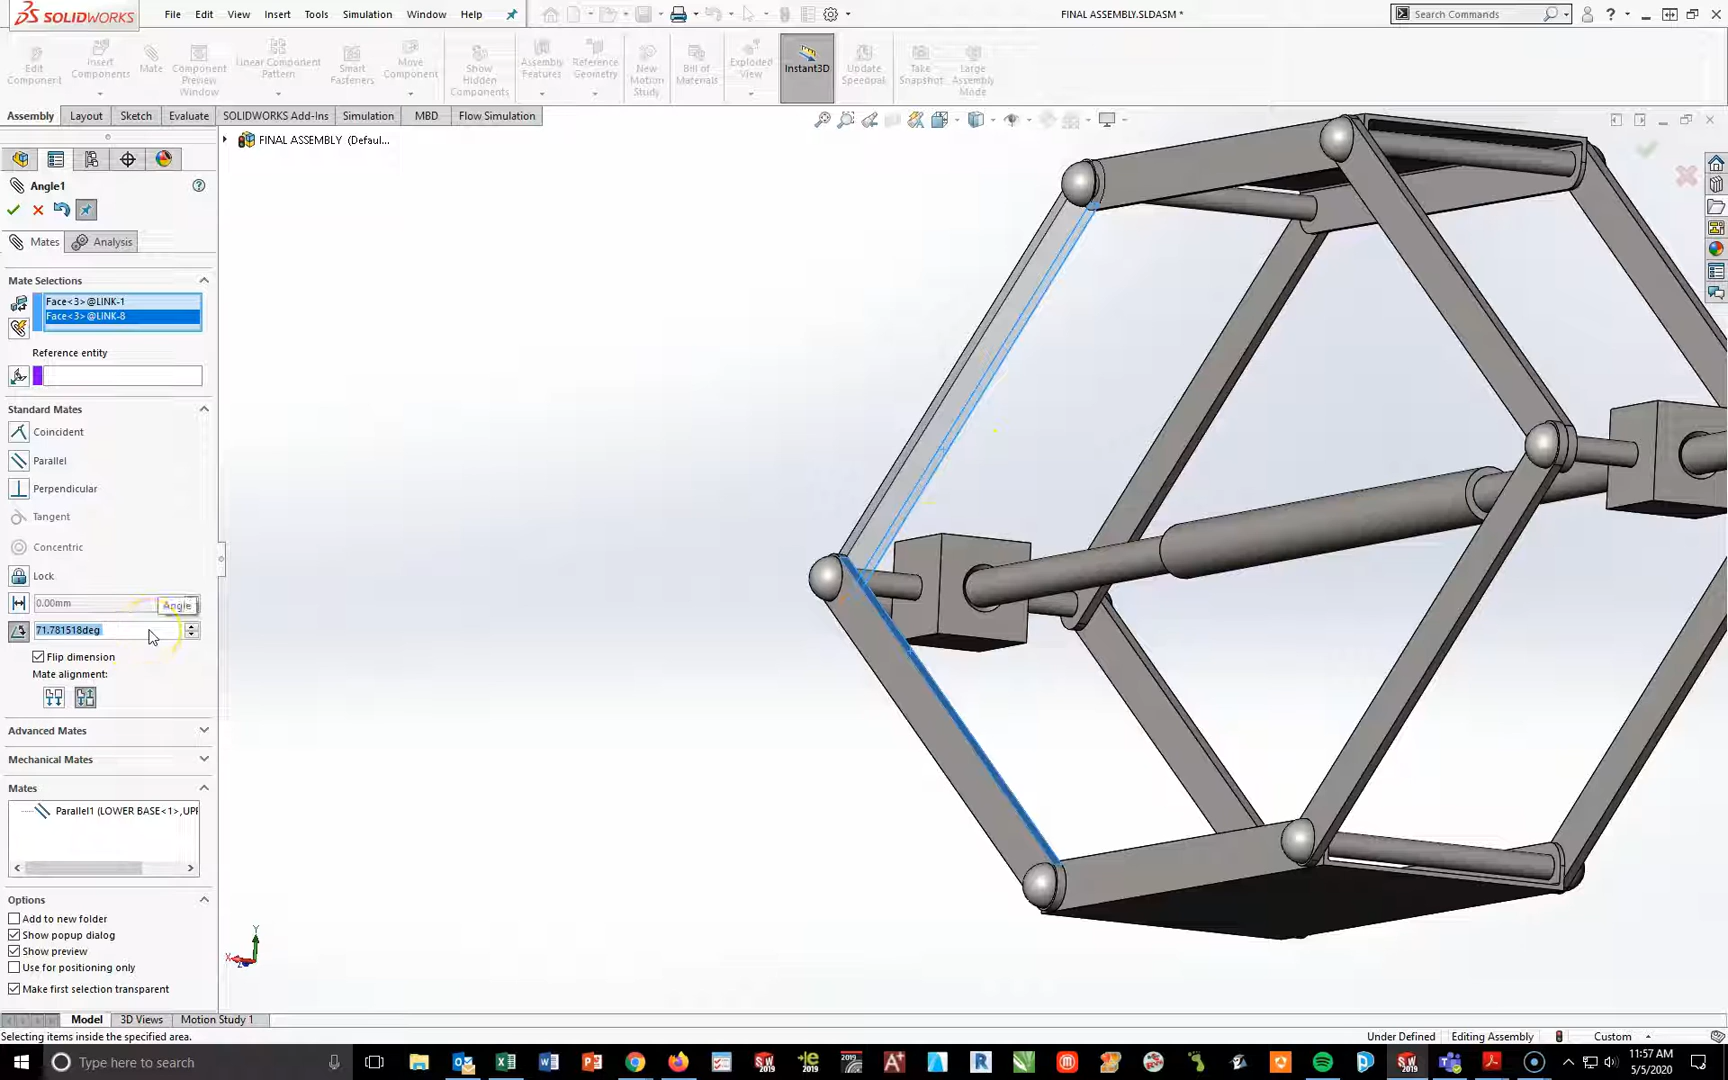 SOLIDWORKS
File Edit View Insert Tools Simulation Window Help
FINAL ASSEMBLY.SLDASM *
Search Commands
Edit Component
Insert Components
Mate
Component Preview Window
Linear Component Pattern
Smart Fasteners
Move Component
Show Hidden Components
Assembly Features
Reference Geometry
New Motion Study
Bill of Materials
Exploded View
Instant3D
Update Speedpak
Take Snapshot
Large Assembly Mode
Assembly Layout Sketch Evaluate SOLIDWORKS Add-Ins Simulation MBD Flow Simulation
FINAL ASSEMBLY (Defaul...
Angle1
Mates Analysis
Mate Selections
Face<3>@LINK-1
Face<3>@LINK-8
Reference entity
Standard Mates
Coincident
Parallel
Perpendicular
Tangent
Concentric
Lock
0.00mm
Angle
71.781518deg
Flip dimension
Mate alignment:
Advanced Mates
Mechanical Mates
Mates
Parallel1 (LOWER BASE<1>,UPP
Options
Add to new folder
Show popup dialog
Show preview
Use for positioning only
Make first selection transparent
Y
X
Z
Model 3D Views Motion Study 1
Selecting items inside the specified area.
Under Defined Editing Assembly Custom
Type here to search
11:57 AM
5/5/2020